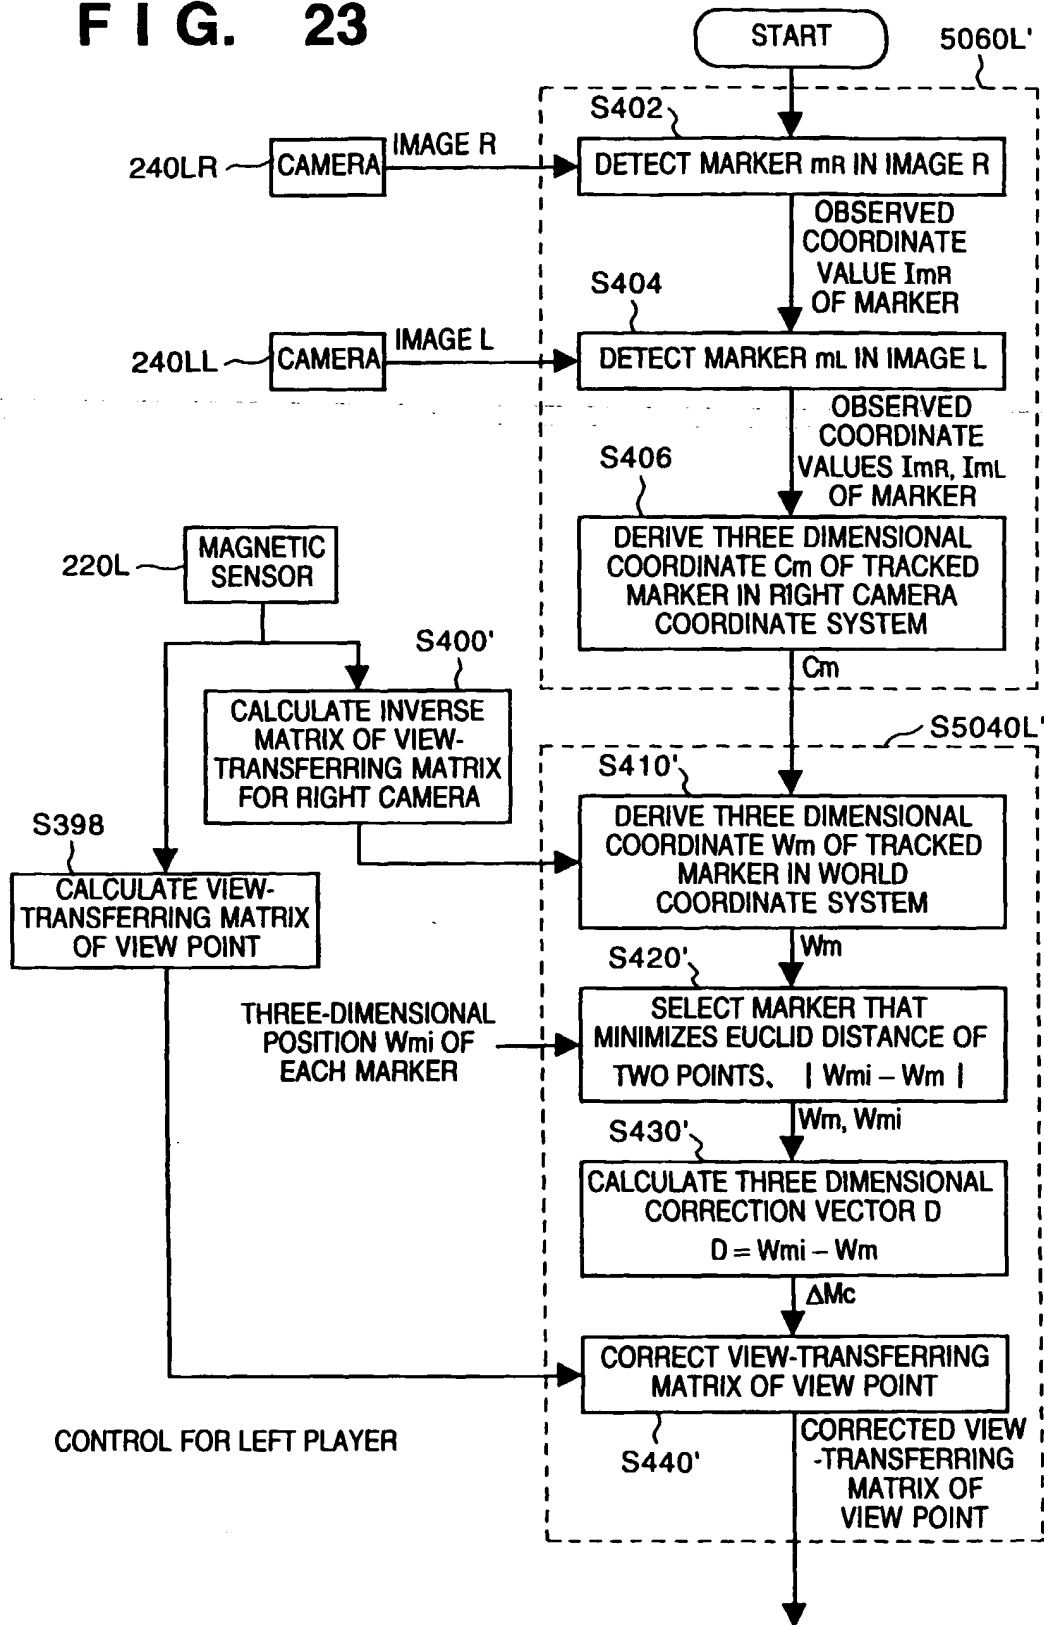 FIG. 23
START
5060L'
S402
240LR
CAMERA
IMAGE R
DETECT MARKER mR IN IMAGE R
OBSERVED
COORDINATE
VALUE ImR
OF MARKER
S404
240LL
CAMERA
IMAGE L
DETECT MARKER mL IN IMAGE L
OBSERVED
COORDINATE
VALUES ImR, ImL
OF MARKER
S406
DERIVE THREE DIMENSIONAL
COORDINATE Cm OF TRACKED
MARKER IN RIGHT CAMERA
COORDINATE SYSTEM
Cm
220L
MAGNETIC
SENSOR
S400'
CALCULATE INVERSE
MATRIX OF VIEW-
TRANSFERRING MATRIX
FOR RIGHT CAMERA
S5040L'
S410'
DERIVE THREE DIMENSIONAL
COORDINATE Wm OF TRACKED
MARKER IN WORLD
COORDINATE SYSTEM
S398
CALCULATE VIEW-
TRANSFERRING MATRIX
OF VIEW POINT
Wm
S420'
THREE-DIMENSIONAL
POSITION Wmi OF
EACH MARKER
SELECT MARKER THAT
MINIMIZES EUCLID DISTANCE OF
TWO POINTS、 | Wmi – Wm |
Wm, Wmi
S430'
CALCULATE THREE DIMENSIONAL
CORRECTION VECTOR D
D = Wmi – Wm
ΔMc
CORRECT VIEW-TRANSFERRING
MATRIX OF VIEW POINT
S440'
CONTROL FOR LEFT PLAYER
CORRECTED VIEW
-TRANSFERRING
MATRIX OF
VIEW POINT